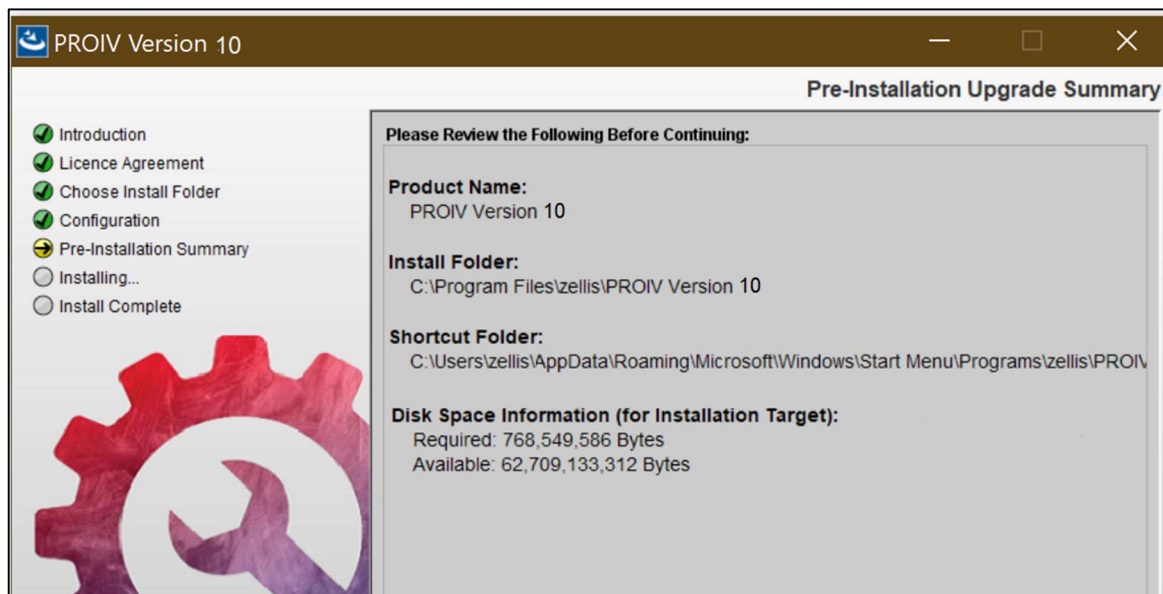 PROIV Version 10
Pre-Installation Upgrade Summary
Introduction
Licence Agreement
Choose Install Folder
Configuration
Pre-Installation Summary
Installing...
Install Complete
Please Review the Following Before Continuing:
Product Name:
PROIV Version 10
Install Folder:
C:\Program Files\zellis\PROIV Version 10
Shortcut Folder:
C:\Users\zellis\AppData\Roaming\Microsoft\Windows\Start Menu\Programs\zellis\PROIV
Disk Space Information (for Installation Target):
Required: 768,549,586 Bytes
Available: 62,709,133,312 Bytes